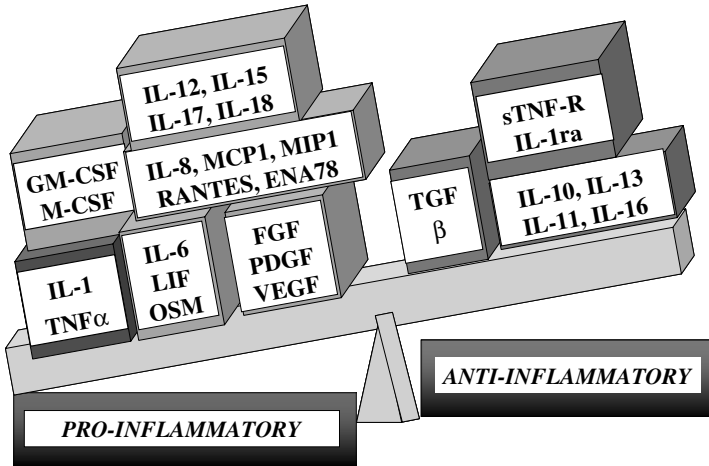 IL-12, IL-15
IL-17, IL-18
GM-CSF
M-CSF
IL-8, MCP1, MIP1
RANTES, ENA78
IL-1
TNFα
IL-6
LIF
OSM
FGF
PDGF
VEGF
sTNF-R
IL-1ra
TGF
β
IL-10, IL-13
IL-11, IL-16
PRO-INFLAMMATORY
ANTI-INFLAMMATORY